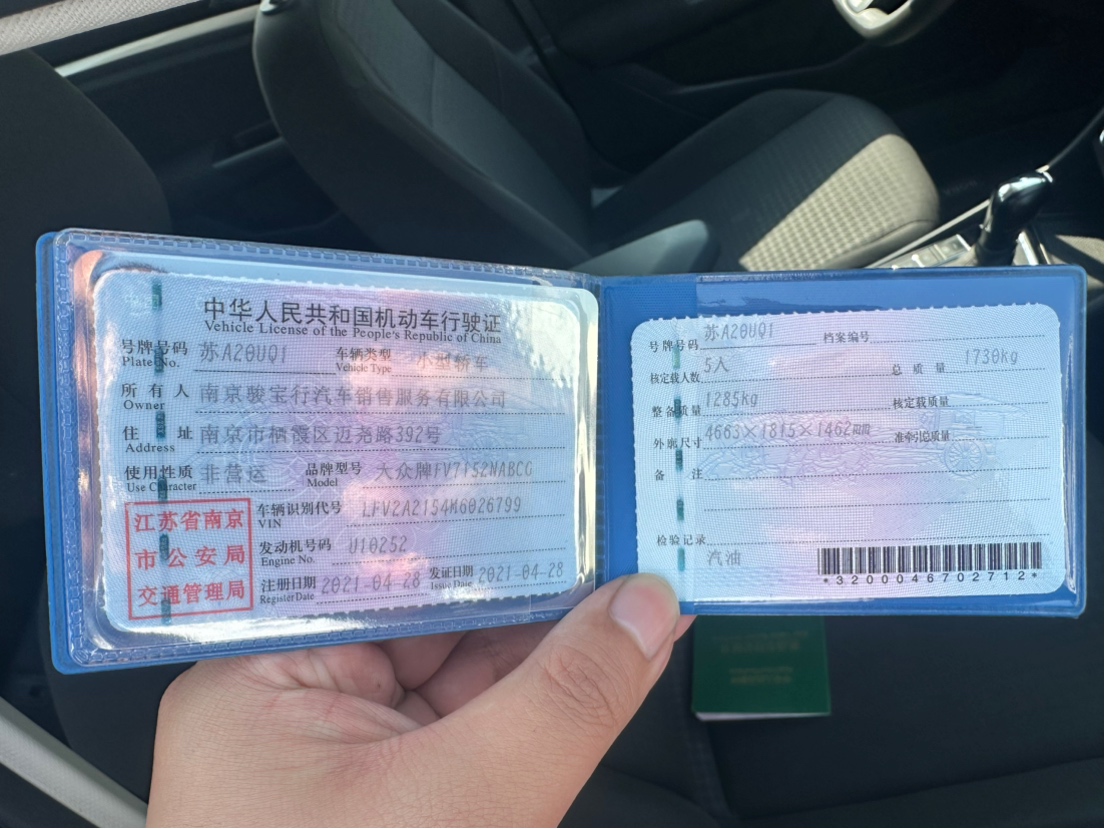 中华人民共和国机动车行驶证
Vehicle License of the People's Republic of China
号牌号码 苏A20UQ1 车辆类型 小型轿车
Plate No. Vehicle Type
所有人 南京骏宝行汽车销售服务有限公司
Owner
住址 南京市栖霞区迈尧路392号
Address
使用性质 非营运 品牌型号 大众牌FV7152NABCG
Use Character Model
车辆识别代号 LFV2A2154M6026799
VIN
发动机号码 U10252
Engine No.
注册日期 2021-04-28 发证日期 2021-04-28
Register Date Issue Date
江苏省南京
市公安局
交通管理局
号牌号码 苏A20UQ1 档案编号
核定载人数 5人 总质量 1730kg
整备质量 1285kg 核定载质量
外廓尺寸 4663×1815×1462mm 准牵引总质量
备注
检验记录
汽油
*3200046702712*